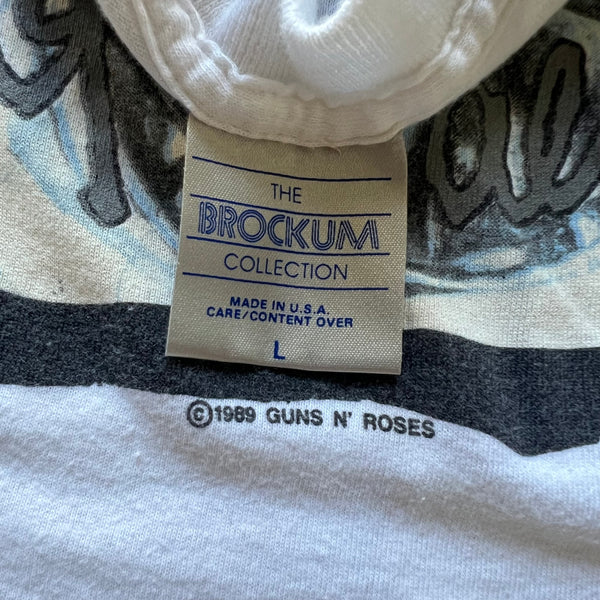 THE
BROCKUM
COLLECTION
MADE IN U.S.A.
CARE/CONTENT OVER
L
©1989 GUNS N' ROSES